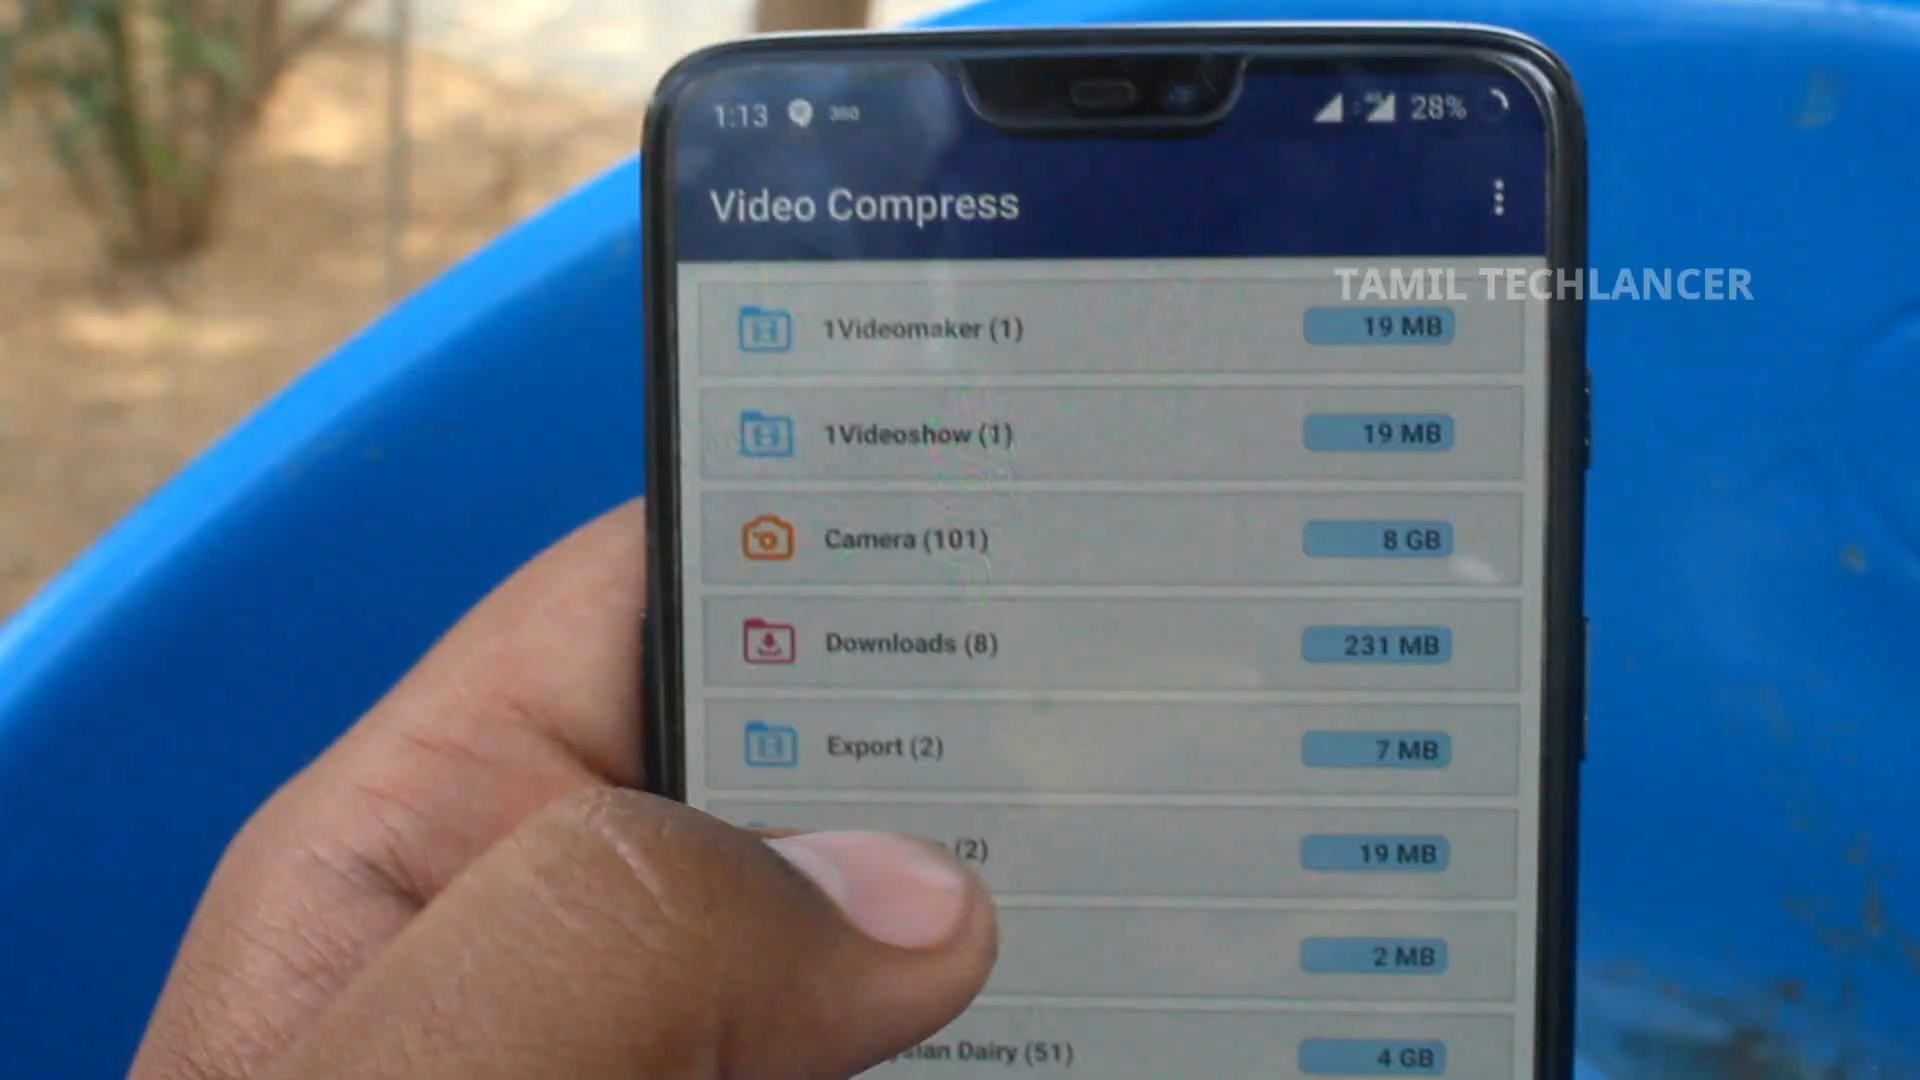 1:13 380 28%
Video Compress
TAMIL TECHLANCER
1Videomaker (1) 19 MB
1Videoshow (1) 19 MB
Camera (101) 8 GB
Downloads (8) 231 MB
Export (2) 7 MB
(2) 19 MB
2 MB
Dairy (51) 4 GB